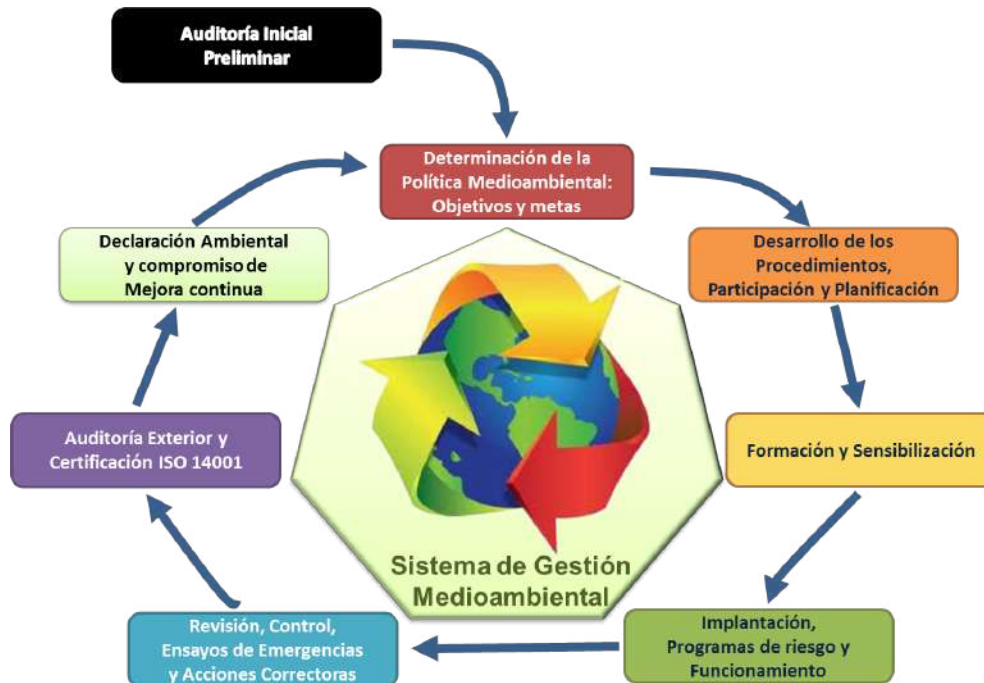 Auditoría Inicial
Preliminar
Determinación de la
Política Medioambiental:
Objetivos y metas
Desarrollo de los
Procedimientos,
Participación y Planificación
Formación y Sensibilización
Implantación,
Programas de riesgo y
Funcionamiento
Revisión, Control,
Ensayos de Emergencias
y Acciones Correctoras
Auditoría Exterior y
Certificación ISO 14001
Declaración Ambiental
y compromiso de
Mejora continua
Sistema de Gestión
Medioambiental